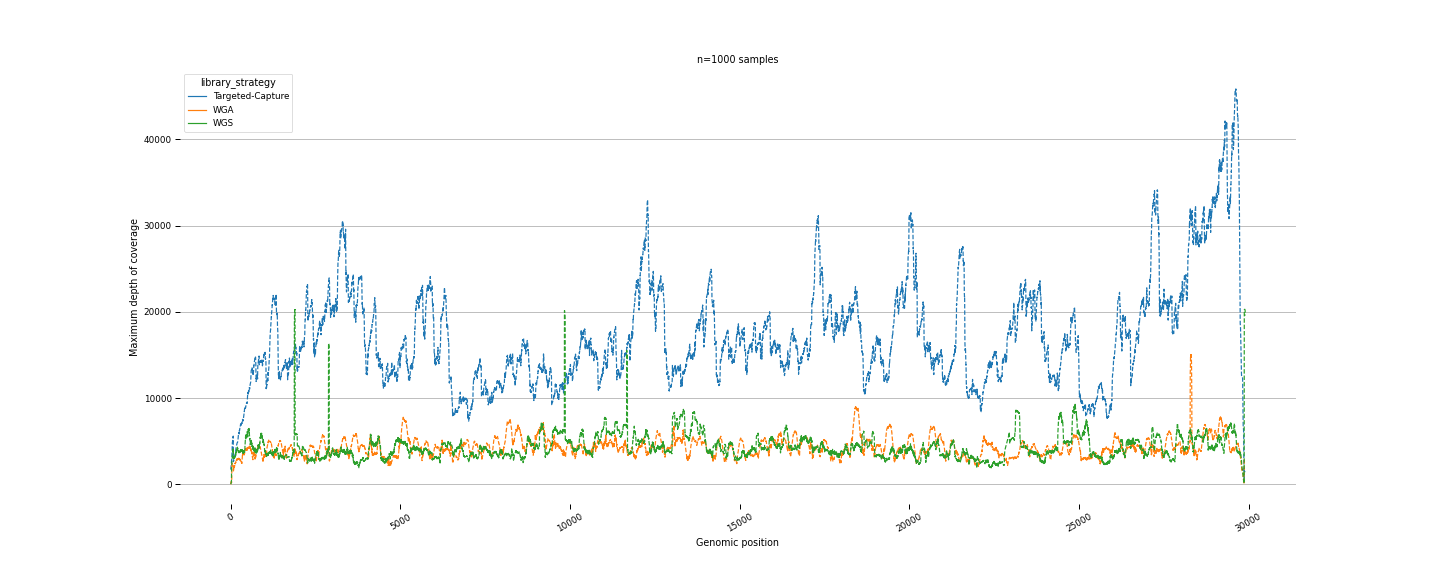 n=1000 samples
library_strategy
Targeted-Capture
WGA
WGS
Maximum depth of coverage
40000
30000
20000
10000
0
0
5000
10000
15000
20000
25000
30000
Genomic position